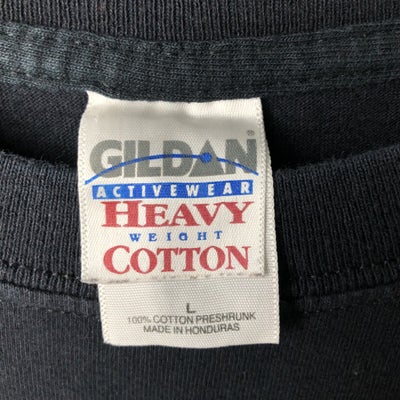 GILDAN
ACTIVEWEAR
HEAVY
WEIGHT
COTTON
L
100% COTTON PRESHRUNK
MADE IN HONDURAS